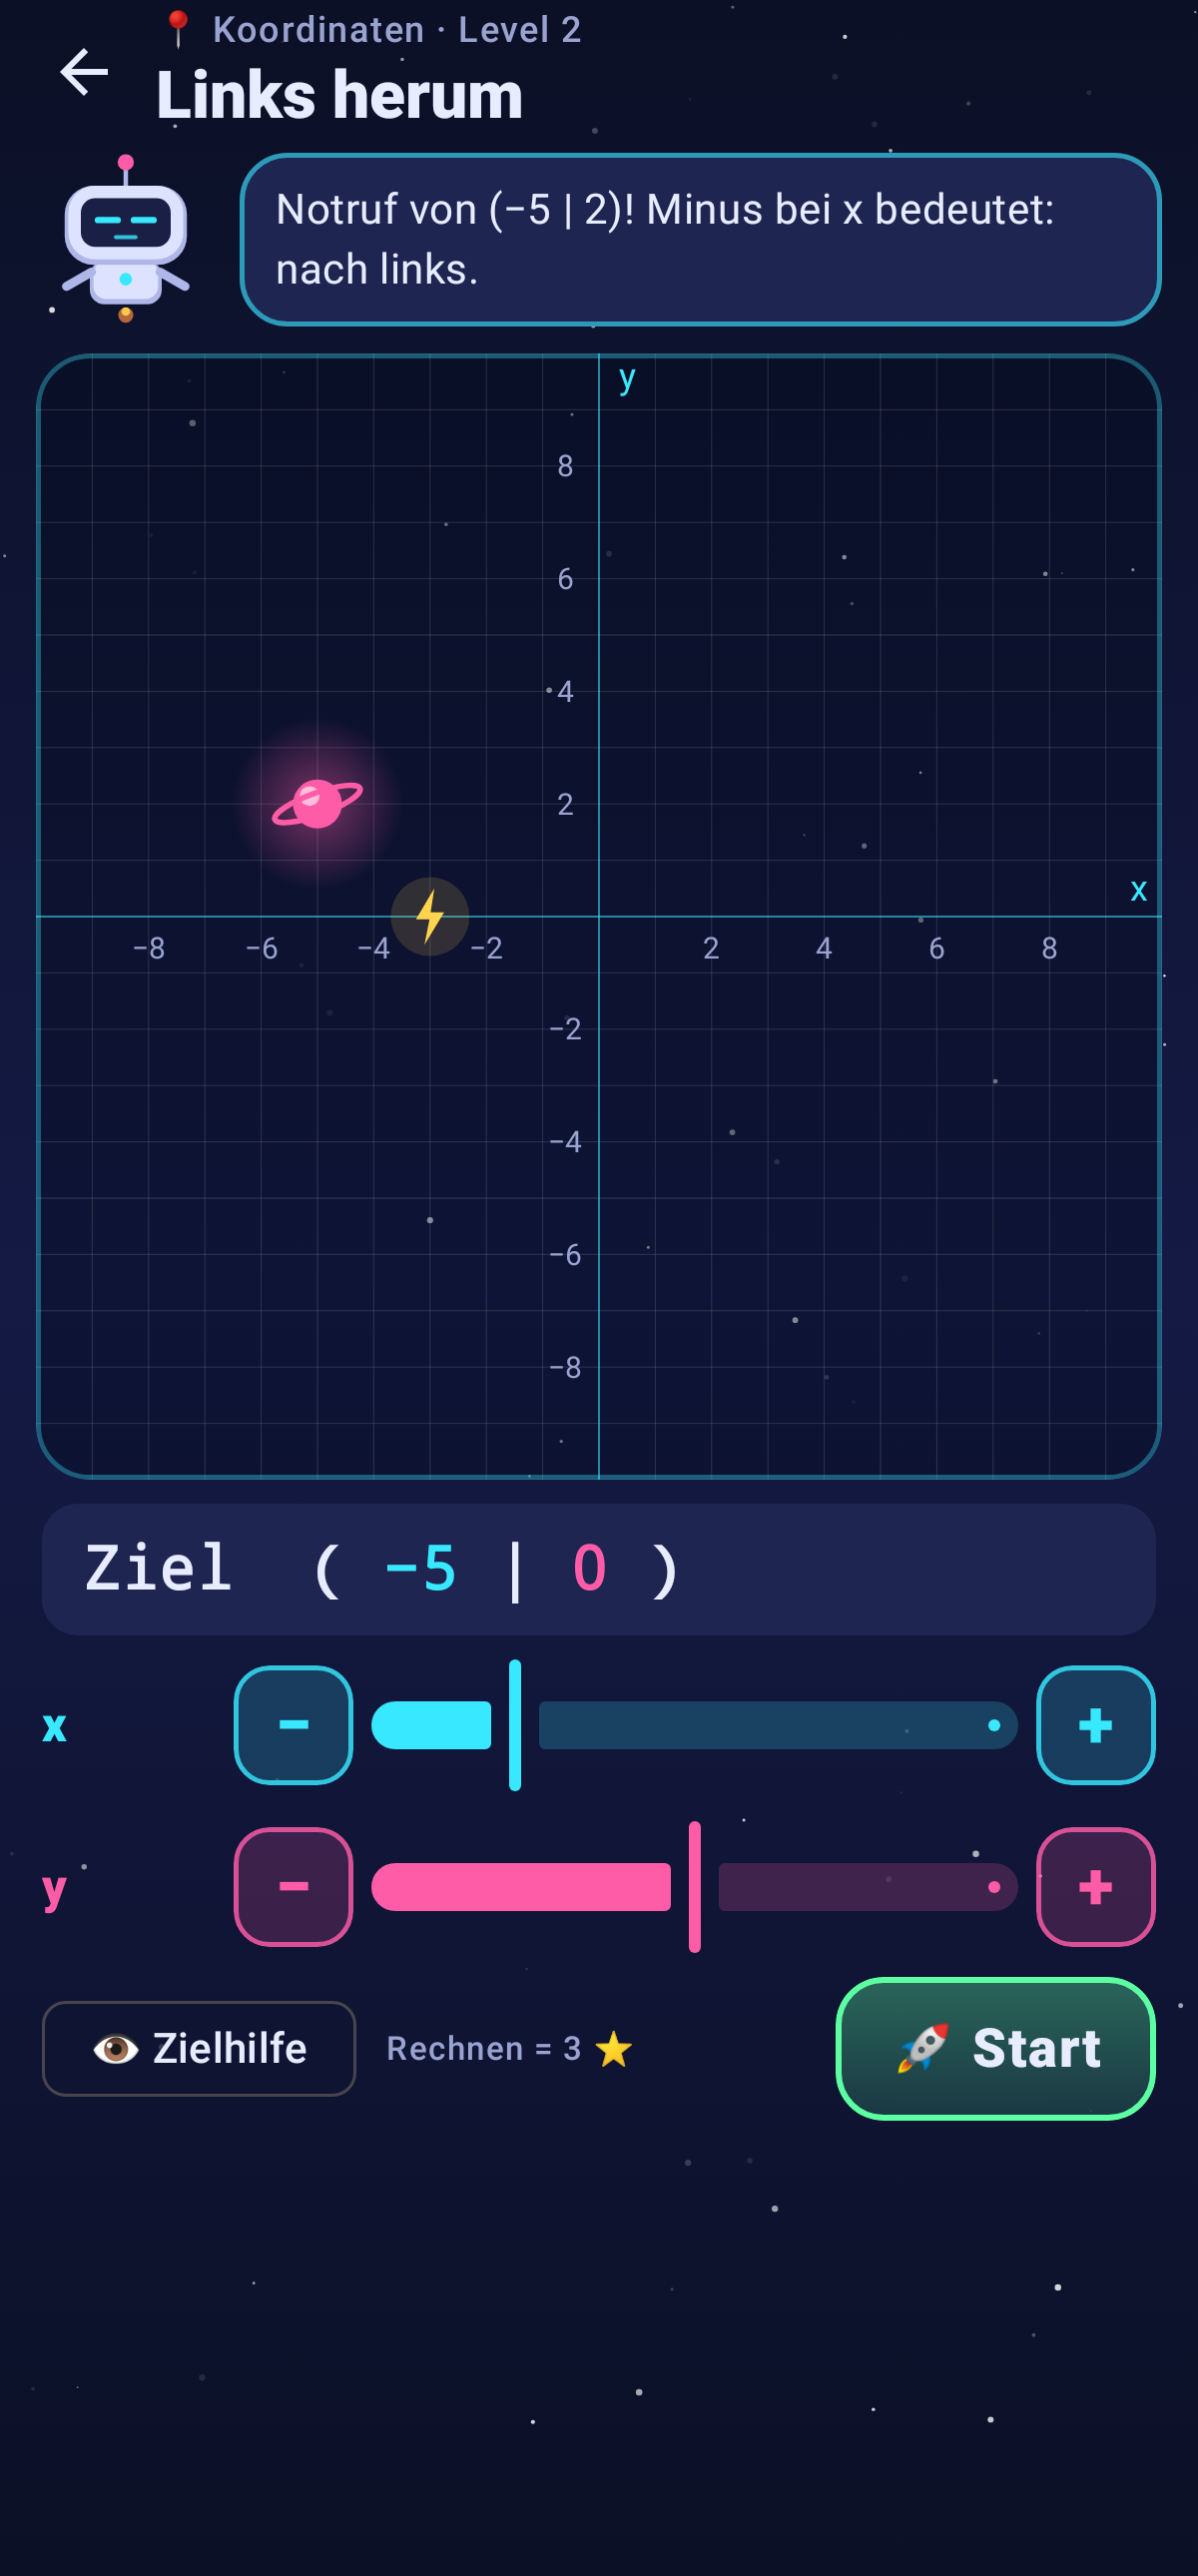 Koordinaten · Level 2
Links herum
Notruf von (−5 | 2)! Minus bei x bedeutet:
nach links.
y
8
6
4
2
x
−8 −6 −4 −2 2 4 6 8
−2
−4
−6
−8
Ziel ( −5 | 0 )
x − +
y − +
Zielhilfe Rechnen = 3 Start